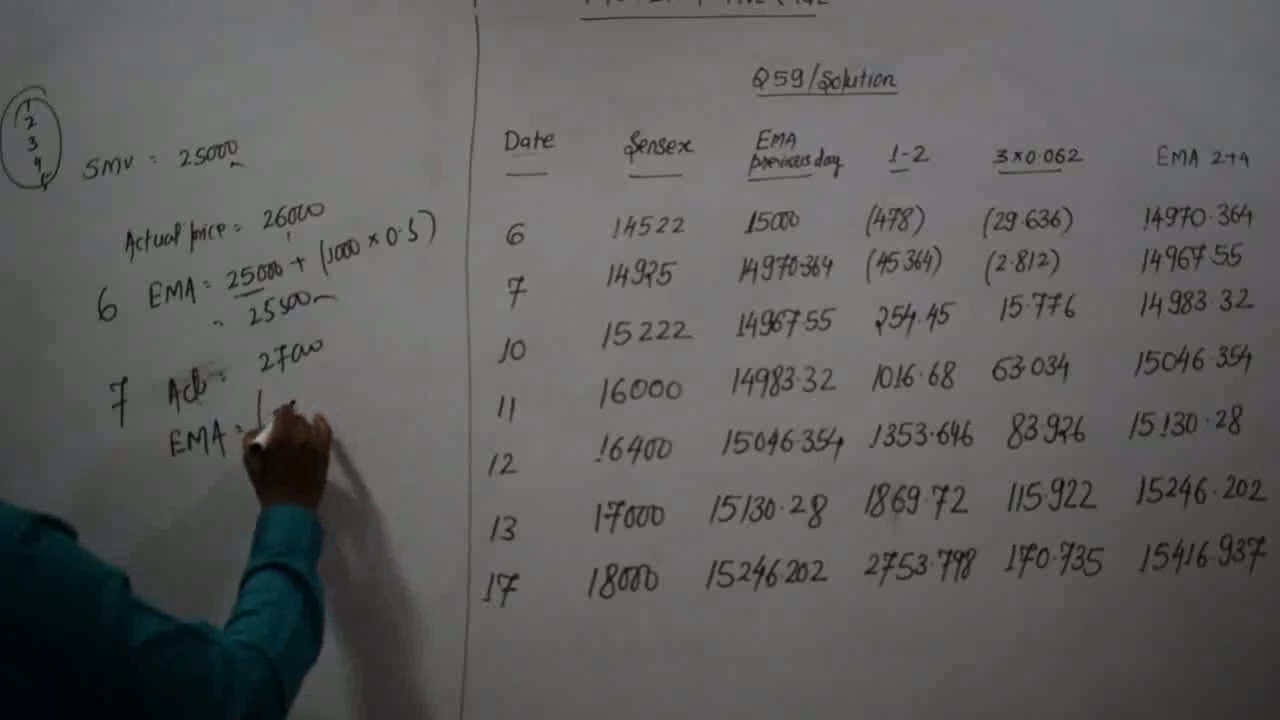 1
2
3
4
5
SMV = 25000
Actual price = 26000
6 EMA = 25000 + (1000 × 0.5)
= 25500
7 Act = 27000
EMA =
Q59/Solution
Date Sensex EMA previous day 1-2 3×0.062 EMA 2+4
6 14522 15000 (478) (29.636) 14970.364
7 14925 14970.364 (45.364) (2.812) 14967.55
10 15222 14967.55 254.45 15.776 14983.32
11 16000 14983.32 1016.68 63.034 15046.354
12 16400 15046.354 1353.646 83.926 15130.28
13 17000 15130.28 1869.72 115.922 15246.202
17 18000 15246.202 2753.798 170.735 15416.937